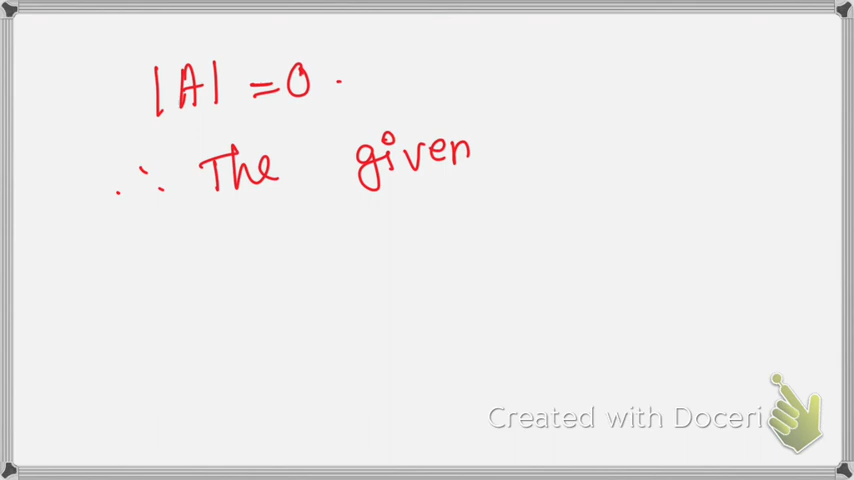 |A| = 0 .
∴ The given
Created with Doceri